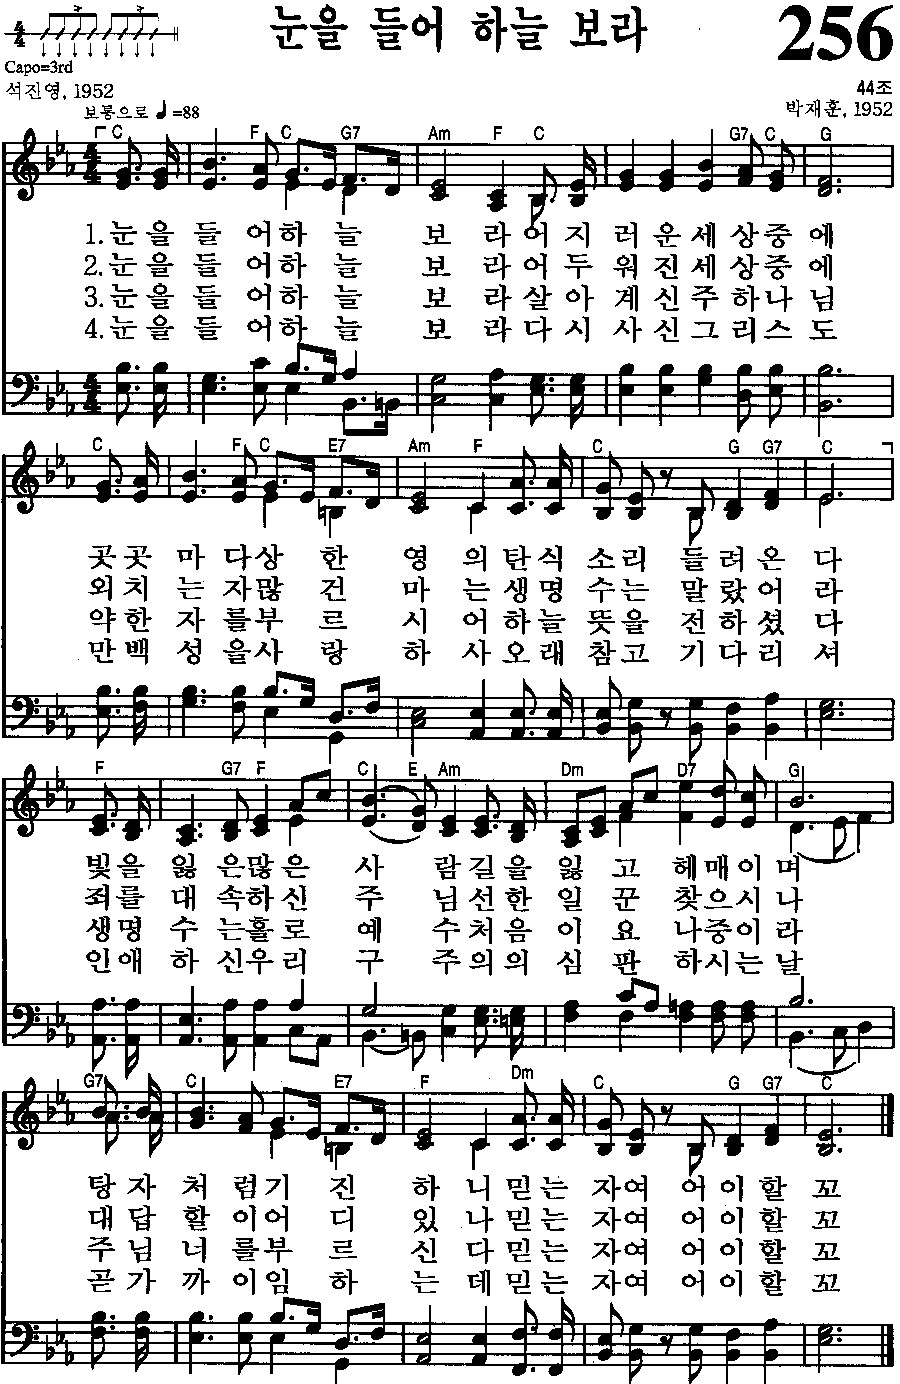 4/4
눈을 들어 하늘 보라
256
Capo=3rd
석진영, 1952
44조
보통으로 ♩=88
박재훈, 1952
C F C G7 Am F C G7 C G
1.눈을 들 어하 늘 보 라어 지 러 운세 상중 에
2.눈을 들 어하 늘 보 라어 두 워 진세 상중 에
3.눈을 들 어하 늘 보 라살 아 계 신주 하나 님
4.눈을 들 어하 늘 보 라다 시 사 신그 리스 도
C F C E7 Am F C G G7 C
곳곳 마 다상 한 영 의탄 식 소리 들 려온 다
외치 는 자많 건 마 는생 명 수는 말 랐어 라
약한 자 를부 르 시 어하 늘 뜻을 전 하셨 다
만백 성 을사 랑 하 사오 래 참고 기 다리 셔
F G7 F C E Am Dm D7 G
빛을 잃 은많 은 사 람길 을 잃 고 헤매이 며
죄를 대 속하 신 주 님선 한 일 꾼 찾으시 나
생명 수 는홀 로 예 수처 음 이 요 나중이 라
인애 하 신우 리 구 주의 의 심 판 하시는 날
G7 C E7 F Dm C G G7 C
탕자 처 럼기 진 하 니믿 는 자여 어 이할 꼬
대답 할 이어 디 있 나믿 는 자여 어 이할 꼬
주님 너 를부 르 신 다믿 는 자여 어 이할 꼬
곧가 까 이임 하 는 데믿 는 자여 어 이할 꼬